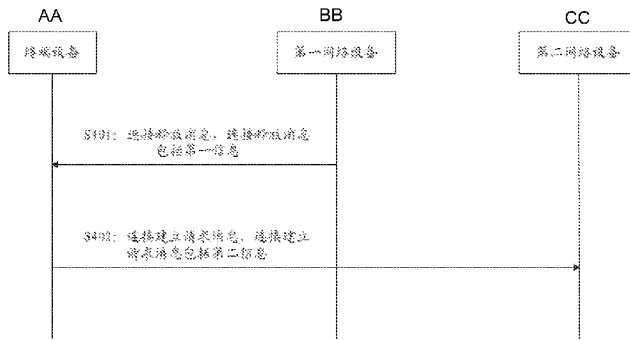 AA
BB
CC
终端设备
第一网络设备
第二网络设备
S401：连接释放消息，连接释放消息
包括第一信息
S402：连接建立请求消息，连接建立
请求消息包括第二信息